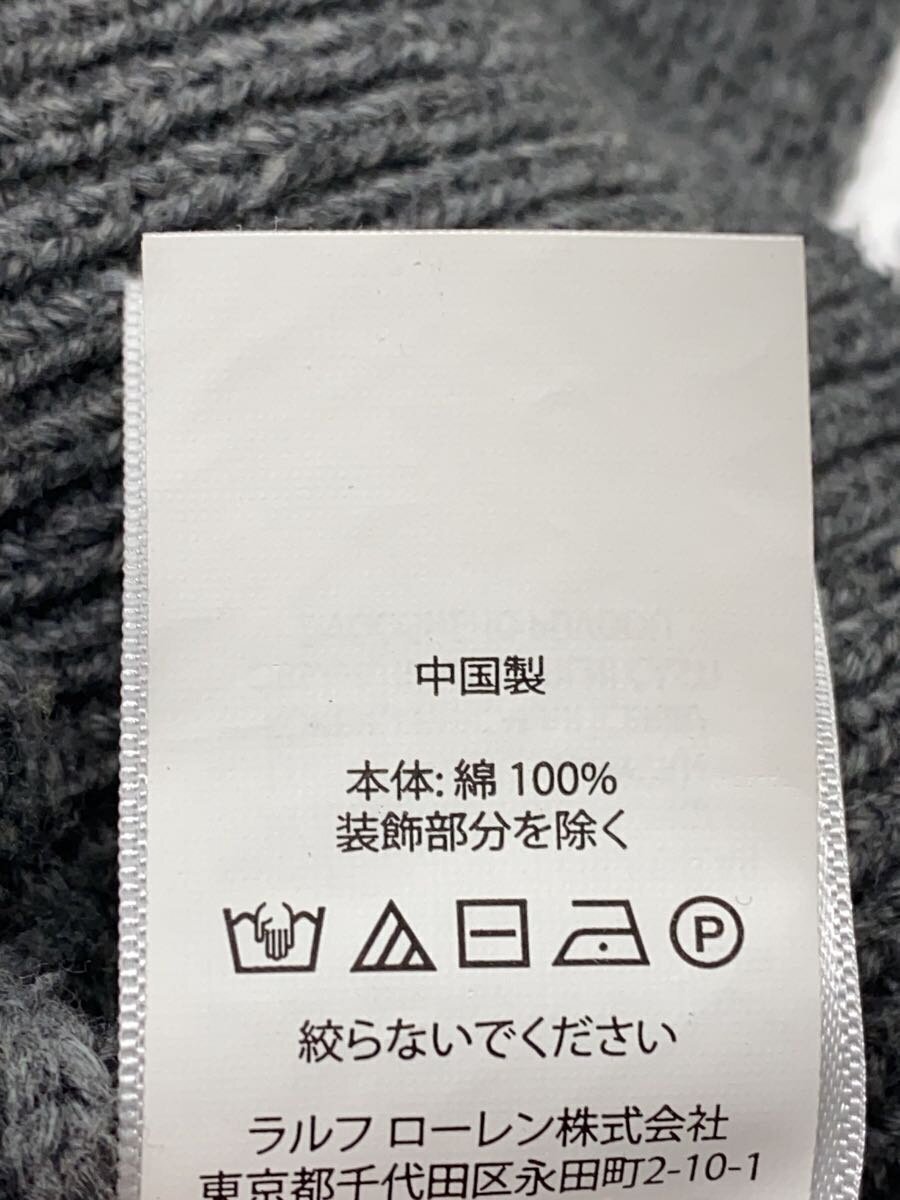 中国製
本体: 綿 100%
装飾部分を除く
P
絞らないでください
ラルフ ローレン株式会社
東京都千代田区永田町2-10-1